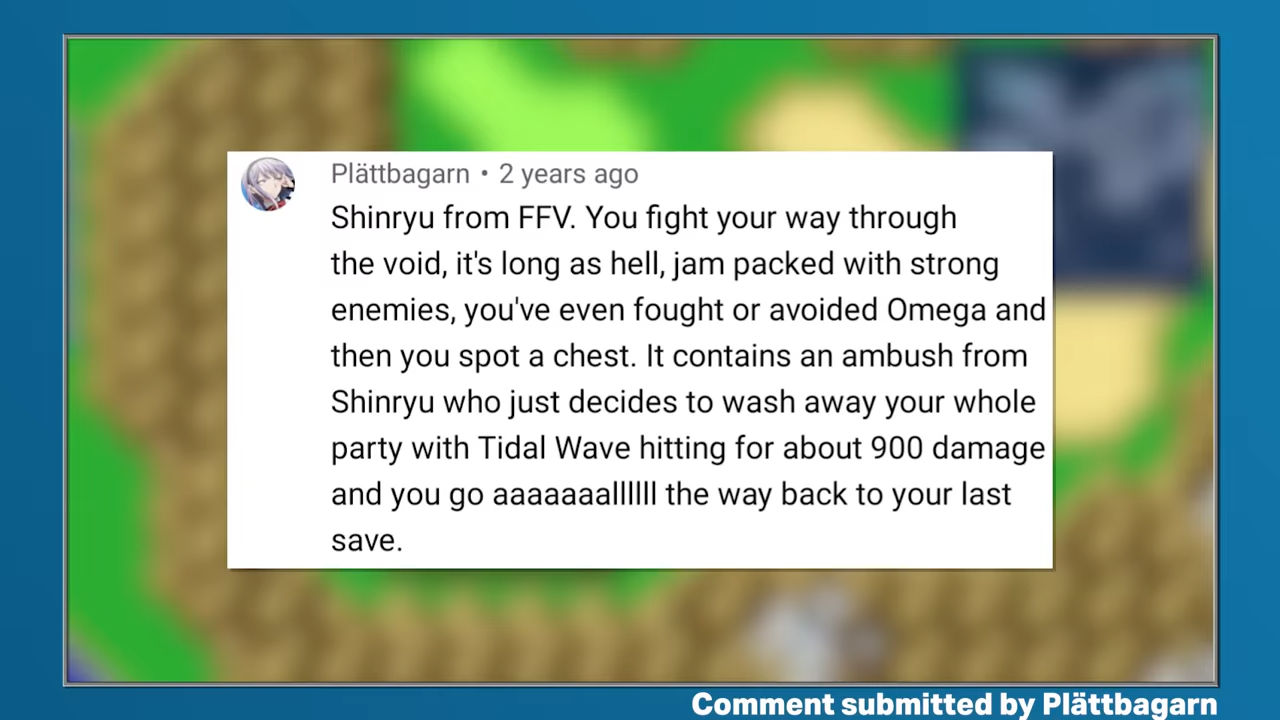 Plättbagarn • 2 years ago
Shinryu from FFV. You fight your way through
the void, it's long as hell, jam packed with strong
enemies, you've even fought or avoided Omega and
then you spot a chest. It contains an ambush from
Shinryu who just decides to wash away your whole
party with Tidal Wave hitting for about 900 damage
and you go aaaaaaallllll the way back to your last
save.
Comment submitted by Plättbagarn